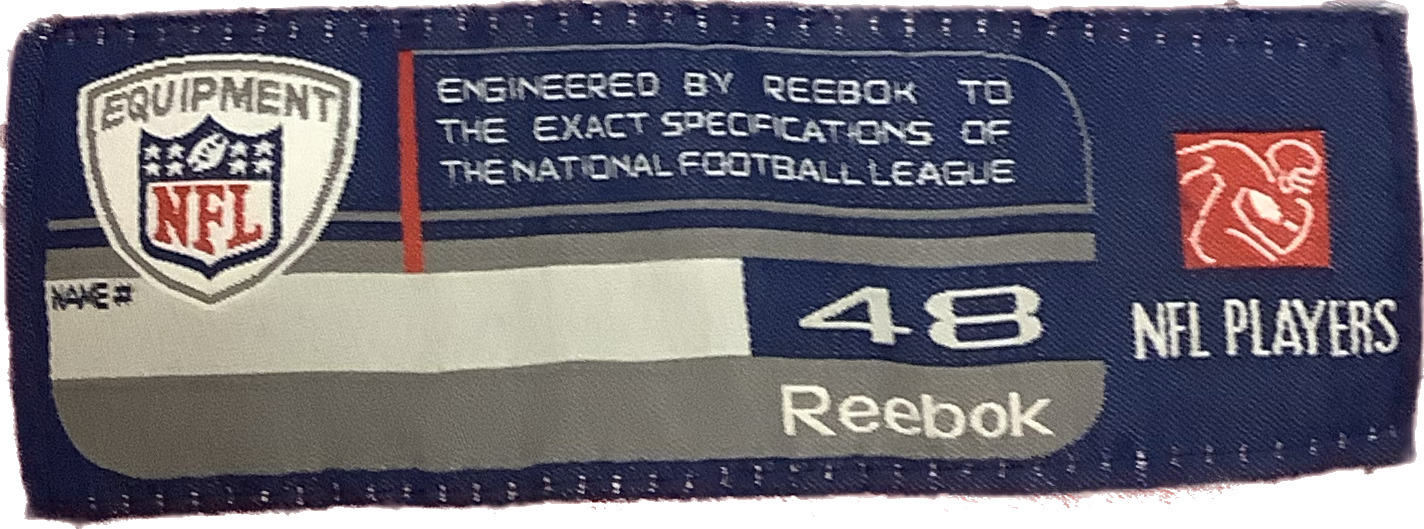 EQUIPMENT
NFL
ENGINEERED BY REEBOK TO
THE EXACT SPECIFICATIONS OF
THE NATIONAL FOOTBALL LEAGUE
NAME #
48
Reebok
NFL PLAYERS